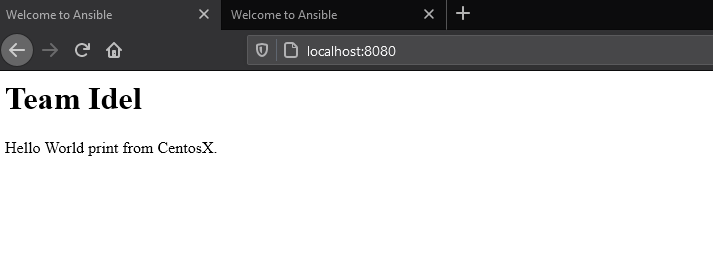 Welcome to Ansible
Welcome to Ansible
localhost:8080
Team Idel
Hello World print from CentosX.